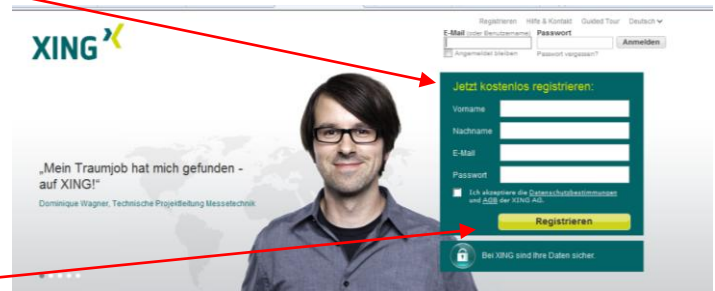 Registrieren Hilfe & Kontakt Guided Tour Deutsch
E-Mail (oder Benutzername) Passwort
Anmelden
Angemeldet bleiben Passwort vergessen?
XING
Jetzt kostenlos registrieren:
Vorname
Nachname
E-Mail
Passwort
Ich akzeptiere die Datenschutzbestimmungen
und AGB der XING AG.
Registrieren
Bei XING sind Ihre Daten sicher.
„Mein Traumjob hat mich gefunden -
auf XING!“
Dominique Wagner, Technische Projektleitung Messetechnik